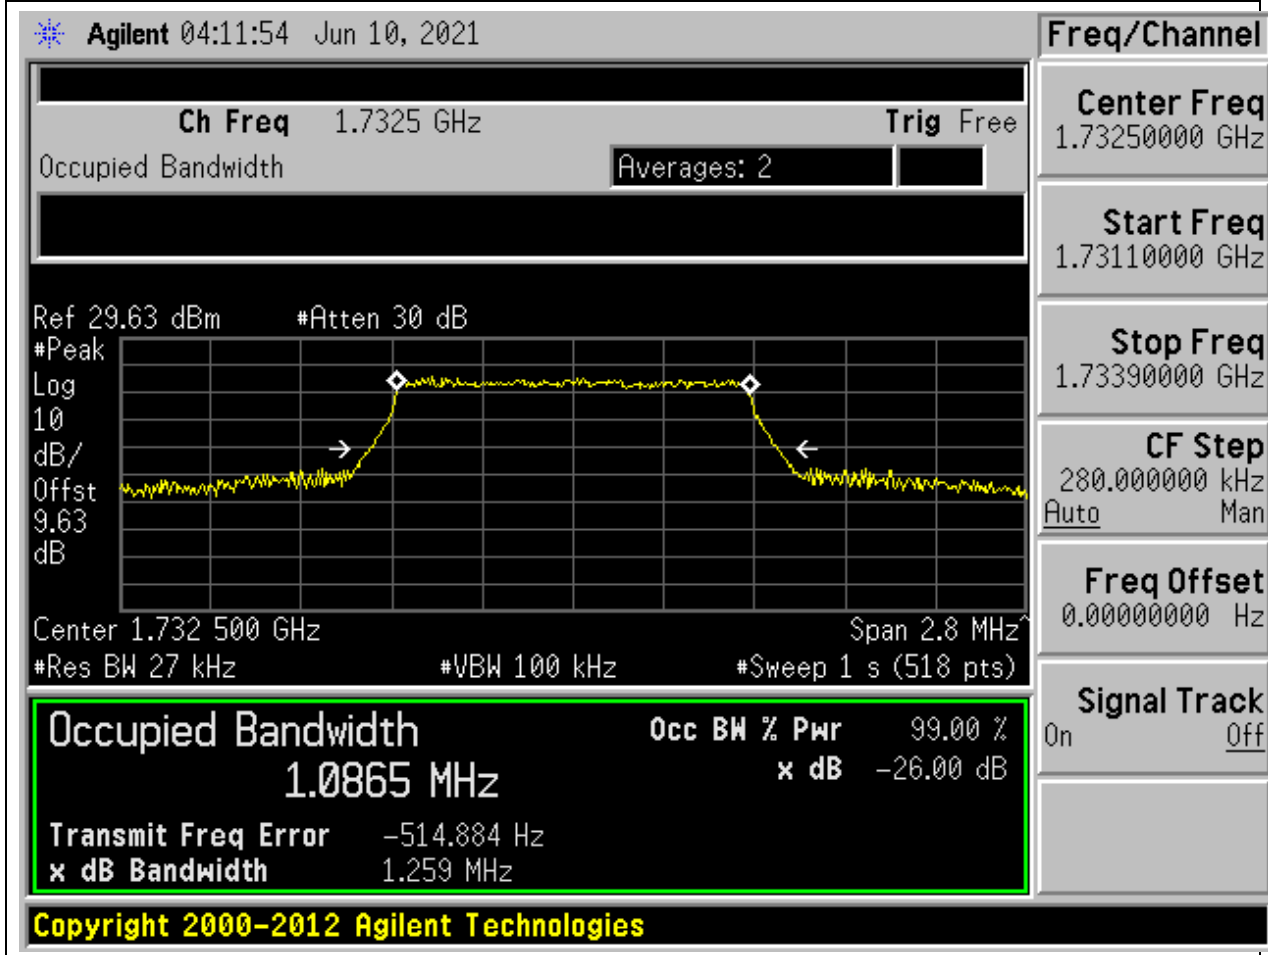 Agilent 04:11:54 Jun 10, 2021
Freq/Channel
Ch Freq 1.7325 GHz Trig Free
Occupied Bandwidth Averages: 2
Center Freq
1.73250000 GHz
Start Freq
1.73110000 GHz
Stop Freq
1.73390000 GHz
CF Step
280.000000 kHz
Auto Man
Freq Offset
0.00000000 Hz
Signal Track
On Off
Ref 29.63 dBm #Atten 30 dB
#Peak
Log
10
dB/
Offst
9.63
dB
Center 1.732 500 GHz Span 2.8 MHz^
#Res BW 27 kHz #VBW 100 kHz #Sweep 1 s (518 pts)
Occupied Bandwidth Occ BW % Pwr 99.00 %
1.0865 MHz x dB -26.00 dB
Transmit Freq Error -514.884 Hz
x dB Bandwidth 1.259 MHz
Copyright 2000-2012 Agilent Technologies